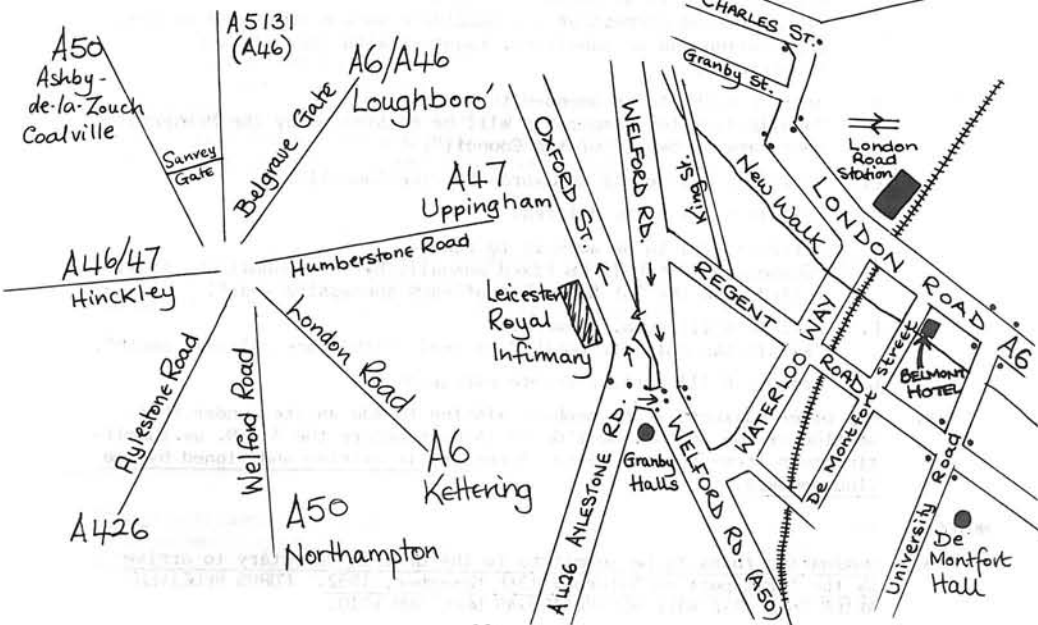 A50
Ashby-
de-la-Zouch
Coalville
A5131
(A46)
A6/A46
Loughboro'
Sanvey
Gate
Belgrave Gate
A47
Uppingham
Humberstone Road
A46/47
Hinckley
Aylestone Road
A426
Welford Road
A50
Northampton
London Road
A6
Kettering
CHARLES ST.
Granby St.
OXFORD ST.
WELFORD RD
King St.
New Walk
London
Road
Station
LONDON ROAD
A6
REGENT ROAD
WATERLOO WAY
De Montfort Street
BELMONT
HOTEL
Leicester
Royal
Infirmary
Granby
Halls
A426 AYLESTONE R.
WELFORD RD. (A50)
University Road
De
Montfort
Hall